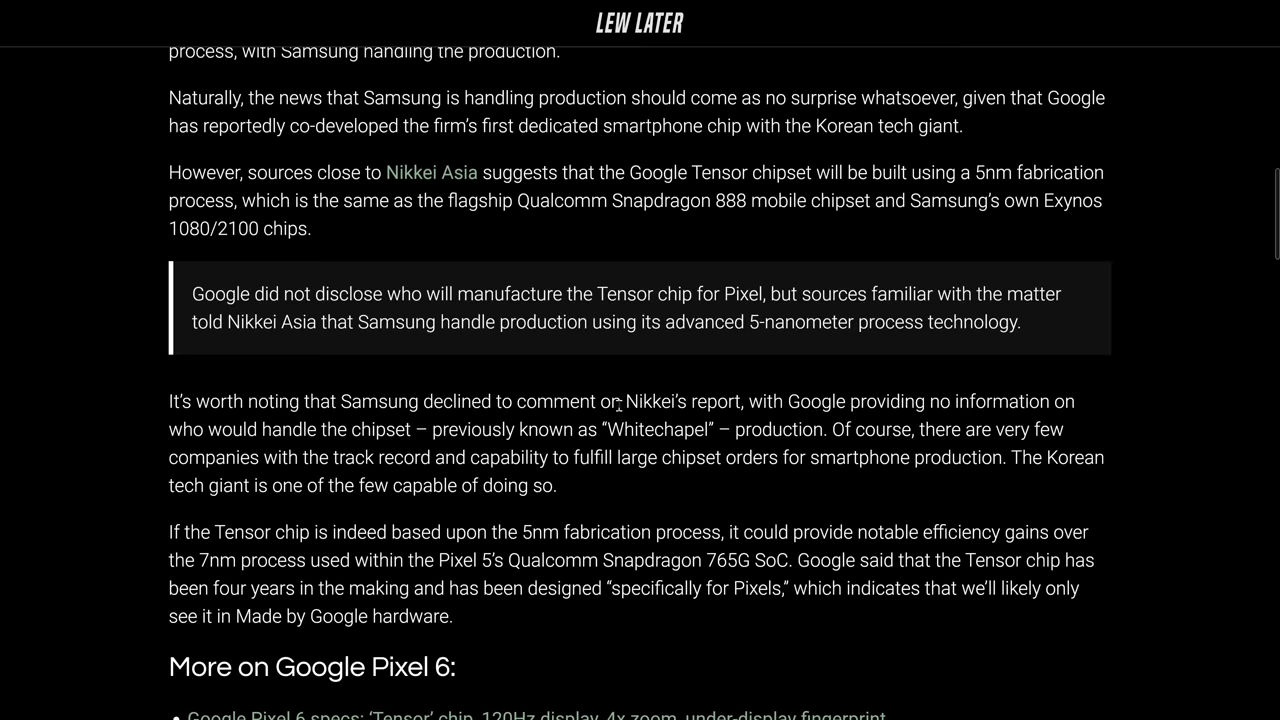 LEW LATER
process, with Samsung handling the production.
Naturally, the news that Samsung is handling production should come as no surprise whatsoever, given that Google
has reportedly co-developed the firm’s first dedicated smartphone chip with the Korean tech giant.
However, sources close to Nikkei Asia suggests that the Google Tensor chipset will be built using a 5nm fabrication
process, which is the same as the flagship Qualcomm Snapdragon 888 mobile chipset and Samsung’s own Exynos
1080/2100 chips.
Google did not disclose who will manufacture the Tensor chip for Pixel, but sources familiar with the matter
told Nikkei Asia that Samsung handle production using its advanced 5-nanometer process technology.
It’s worth noting that Samsung declined to comment on Nikkei’s report, with Google providing no information on
who would handle the chipset – previously known as “Whitechapel” – production. Of course, there are very few
companies with the track record and capability to fulfill large chipset orders for smartphone production. The Korean
tech giant is one of the few capable of doing so.
If the Tensor chip is indeed based upon the 5nm fabrication process, it could provide notable efficiency gains over
the 7nm process used within the Pixel 5’s Qualcomm Snapdragon 765G SoC. Google said that the Tensor chip has
been four years in the making and has been designed “specifically for Pixels,” which indicates that we’ll likely only
see it in Made by Google hardware.
More on Google Pixel 6:
• Google Pixel 6 specs: ‘Tensor’ chip, 120Hz display, 4x zoom, under-display fingerprint